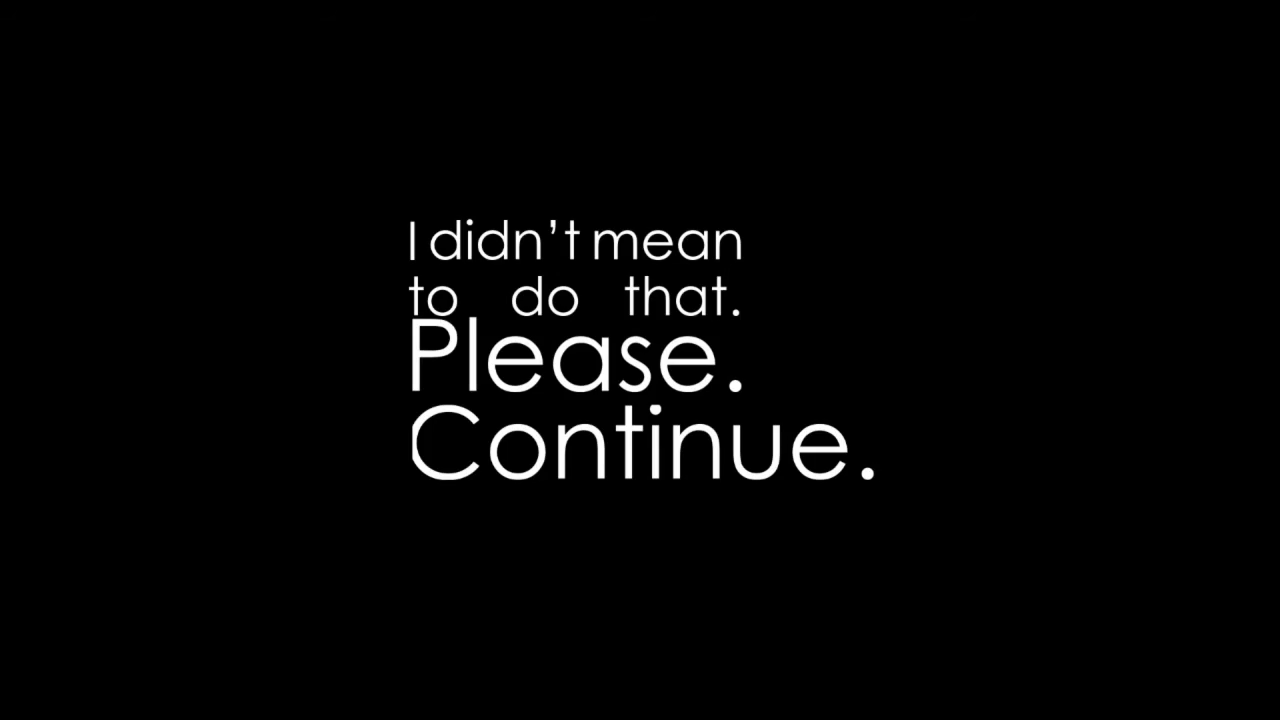 I didn’t mean
to do that.
Please.
Continue.